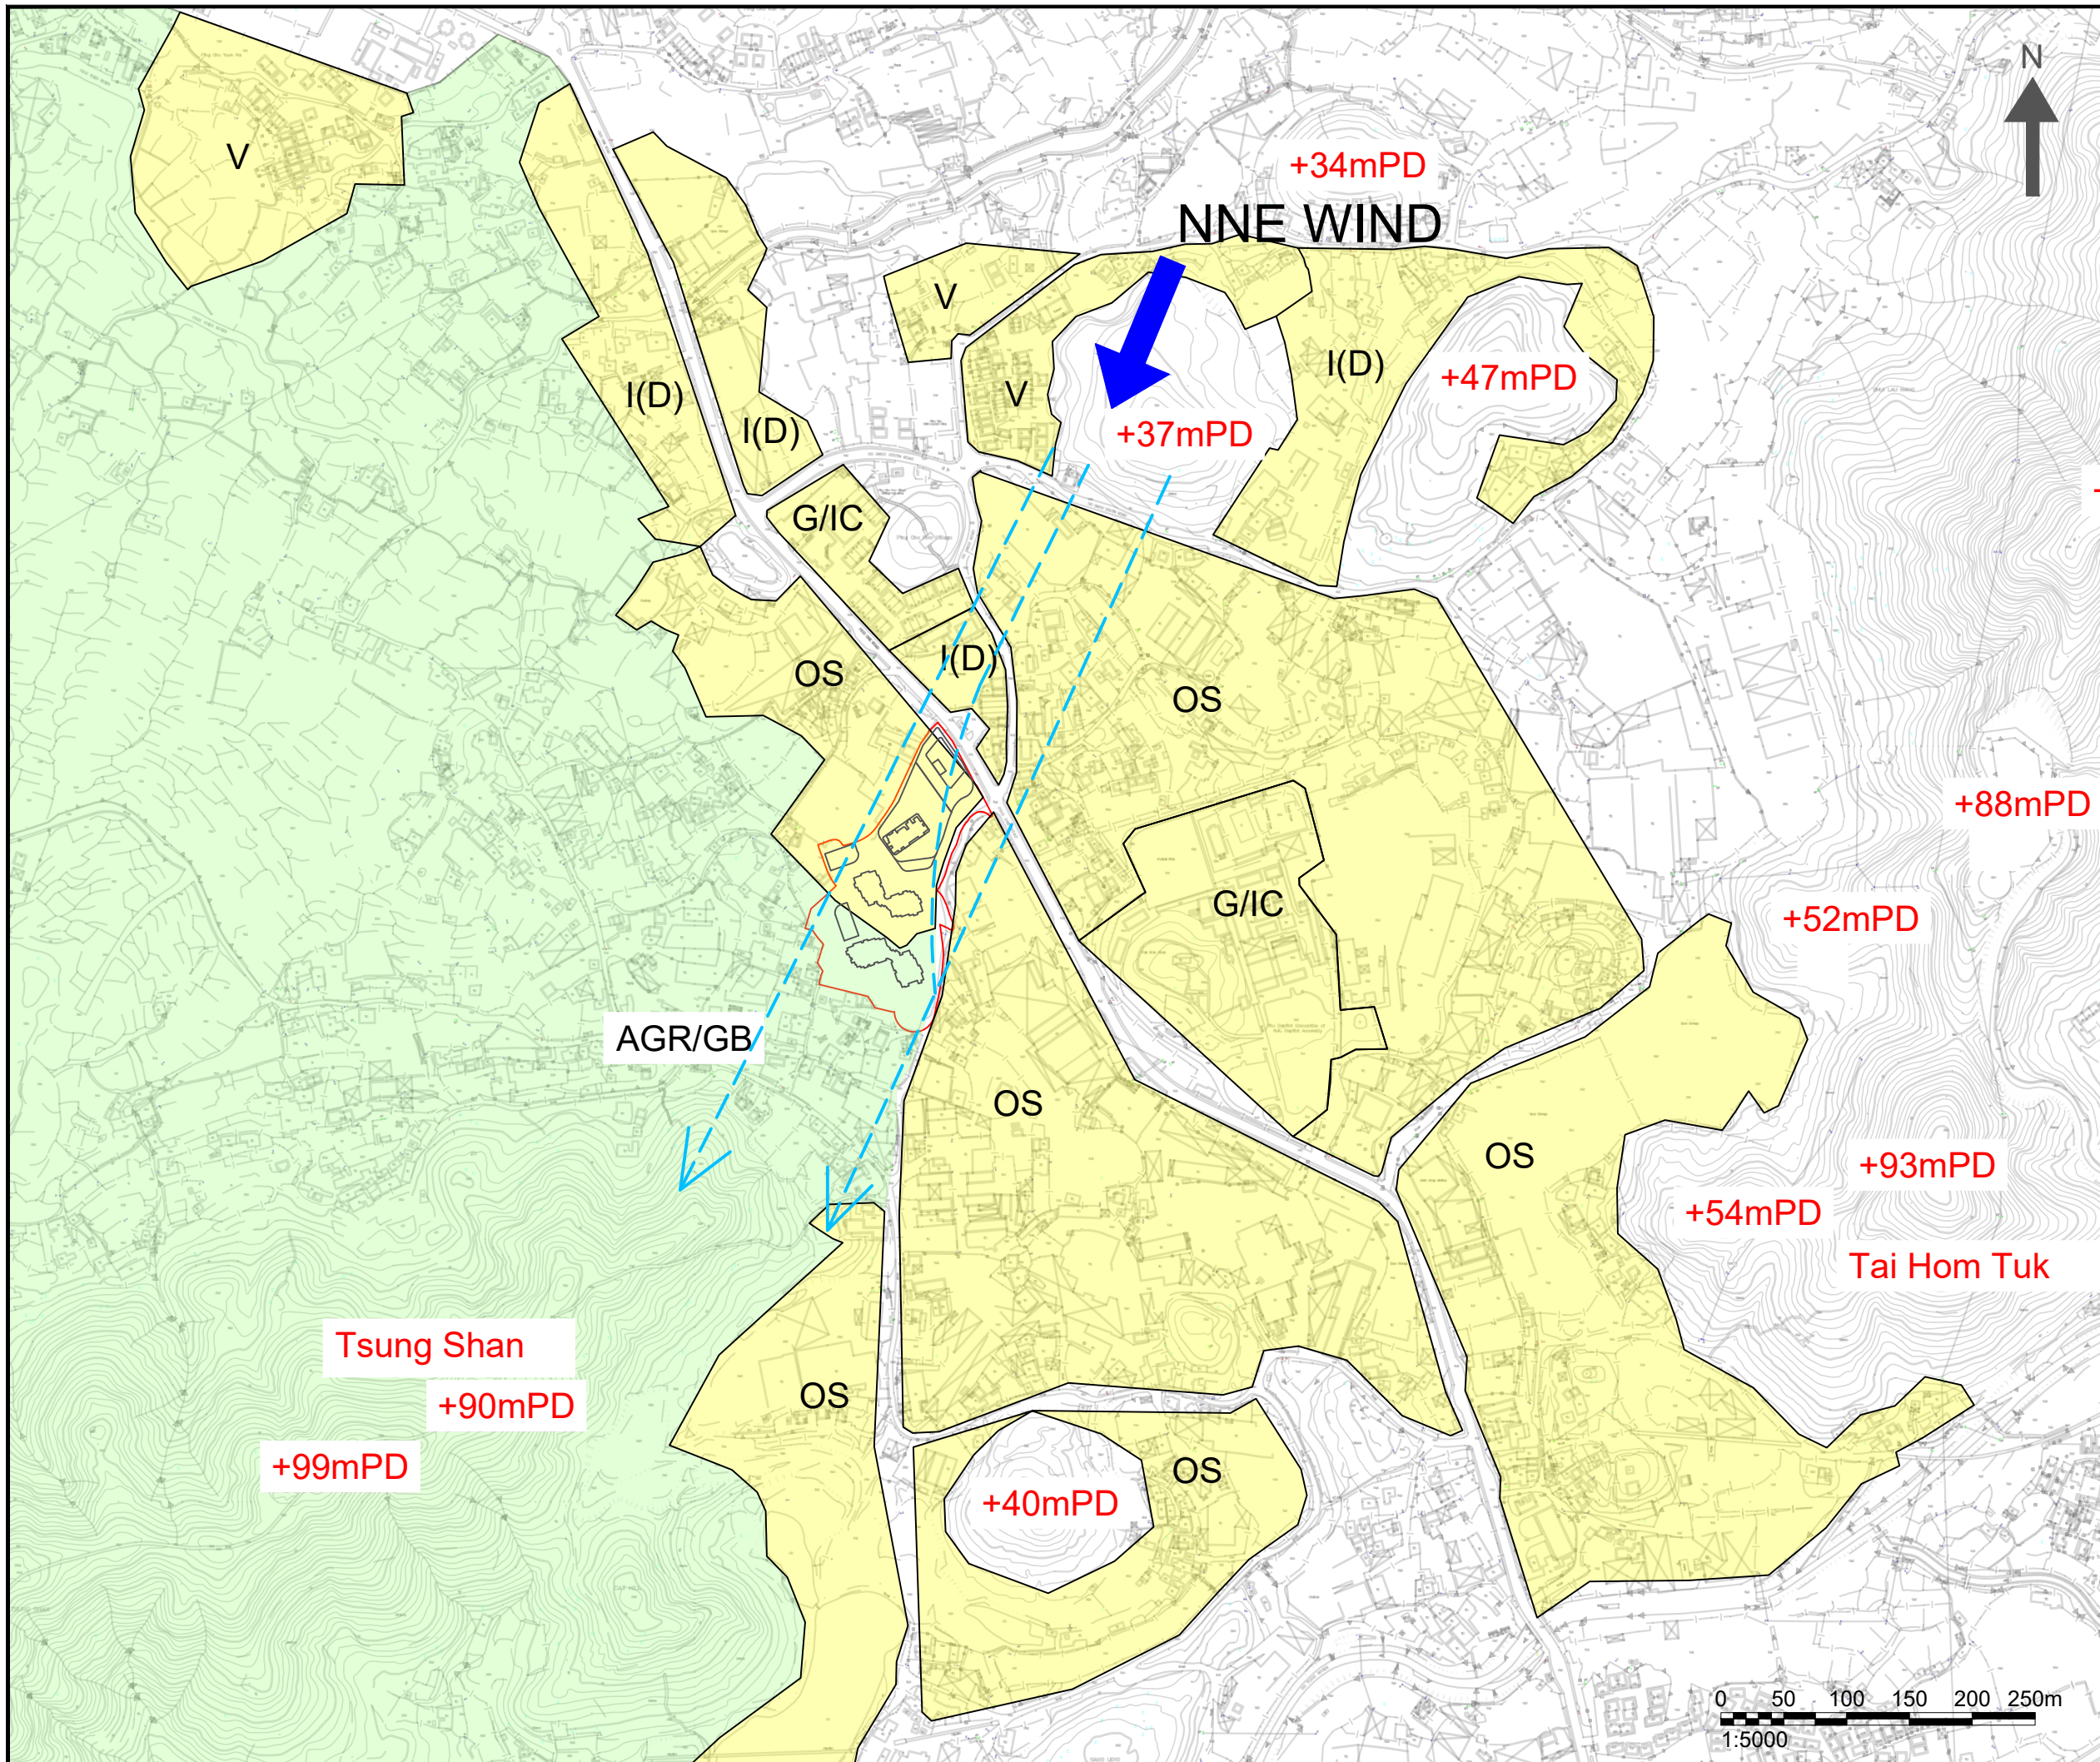 N
V
+34mPD
NNE WIND
V
I(D)
+47mPD
I(D)
V
I(D)
+37mPD
G/IC
I(D)
OS
OS
+88mPD
G/IC
+52mPD
AGR/GB
OS
OS
+93mPD
+54mPD
Tai Hom Tuk
Tsung Shan
OS
+90mPD
+99mPD
OS
+40mPD
0 50 100 150 200 250m
1:5000